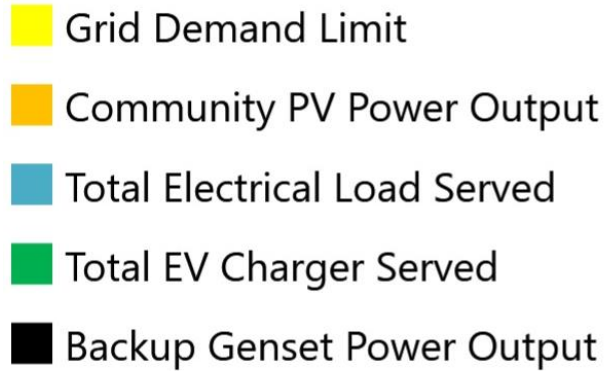 Grid Demand Limit
Community PV Power Output
Total Electrical Load Served
Total EV Charger Served
Backup Genset Power Output